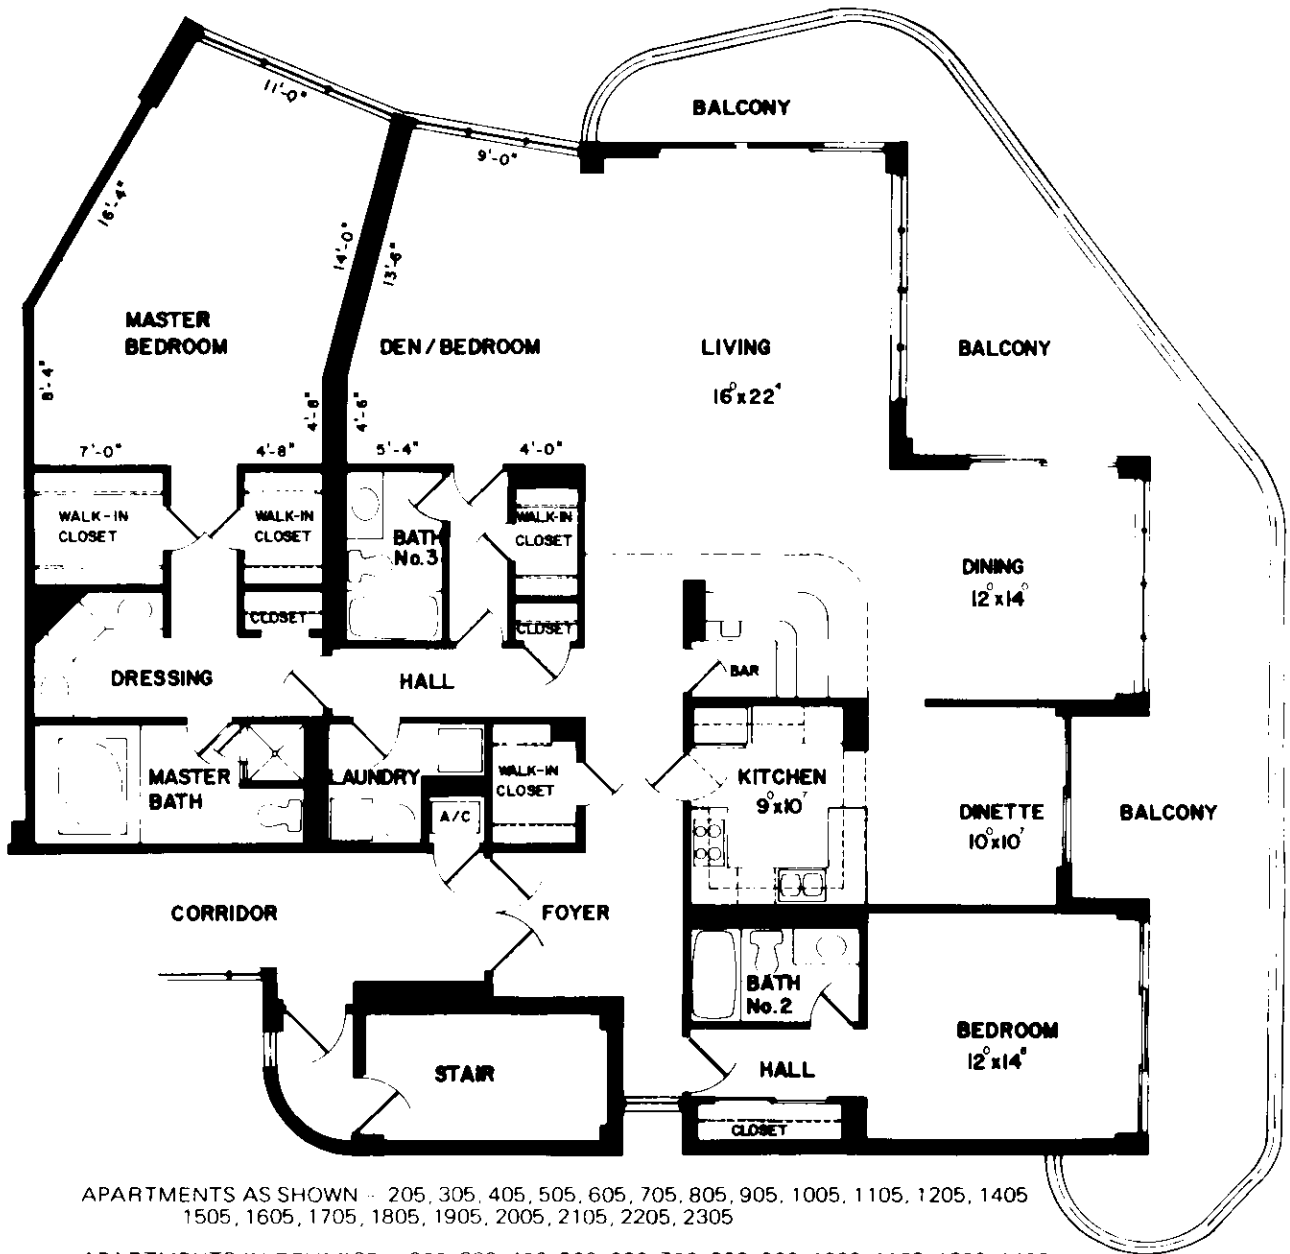 BALCONY
11'-0"
9'-0"
16'-4"
14'-0"
13'-6"
MASTER
BEDROOM
DEN / BEDROOM
LIVING
16⁰x22⁴
BALCONY
8'-4"
4'-8"
4'-6"
7'-0"
4'-8"
5'-4"
4'-0"
WALK-IN
CLOSET
WALK-IN
CLOSET
BATH
No.3
WALK-IN
CLOSET
DINING
12⁰x14⁰
CLOSET
CLOSET
DRESSING
HALL
BAR
MASTER
BATH
LAUNDRY
WALK-IN
CLOSET
KITCHEN
9⁰x10⁷
A/C
DINETTE
10⁰x10⁷
BALCONY
CORRIDOR
FOYER
BATH
No.2
BEDROOM
12⁰x14⁸
STAIR
HALL
CLOSET
APARTMENTS AS SHOWN - 205, 305, 405, 505, 605, 705, 805, 905, 1005, 1105, 1205, 1405
1505, 1605, 1705, 1805, 1905, 2005, 2105, 2205, 2305